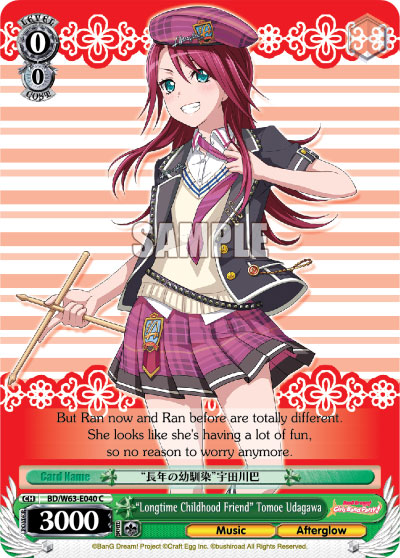 LEVEL
0
0
COST
SAMPLE
But Ran now and Ran before are totally different.
She looks like she's having a lot of fun,
so no reason to worry anymore.
Card Name
"長年の幼馴染"宇田川巴
CH BD/W63-E040 C
"Longtime Childhood Friend" Tomoe Udagawa
POWER
3000
SOUL
Music
Afterglow
©BanG Dream! Project ©Craft Egg Inc. ©bushiroad All Rights Reserved.